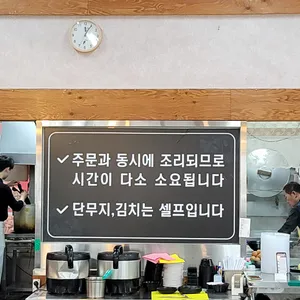 ✓ 주문과 동시에 조리되므로
시간이 다소 소요됩니다
✓ 단무지,김치는 셀프입니다